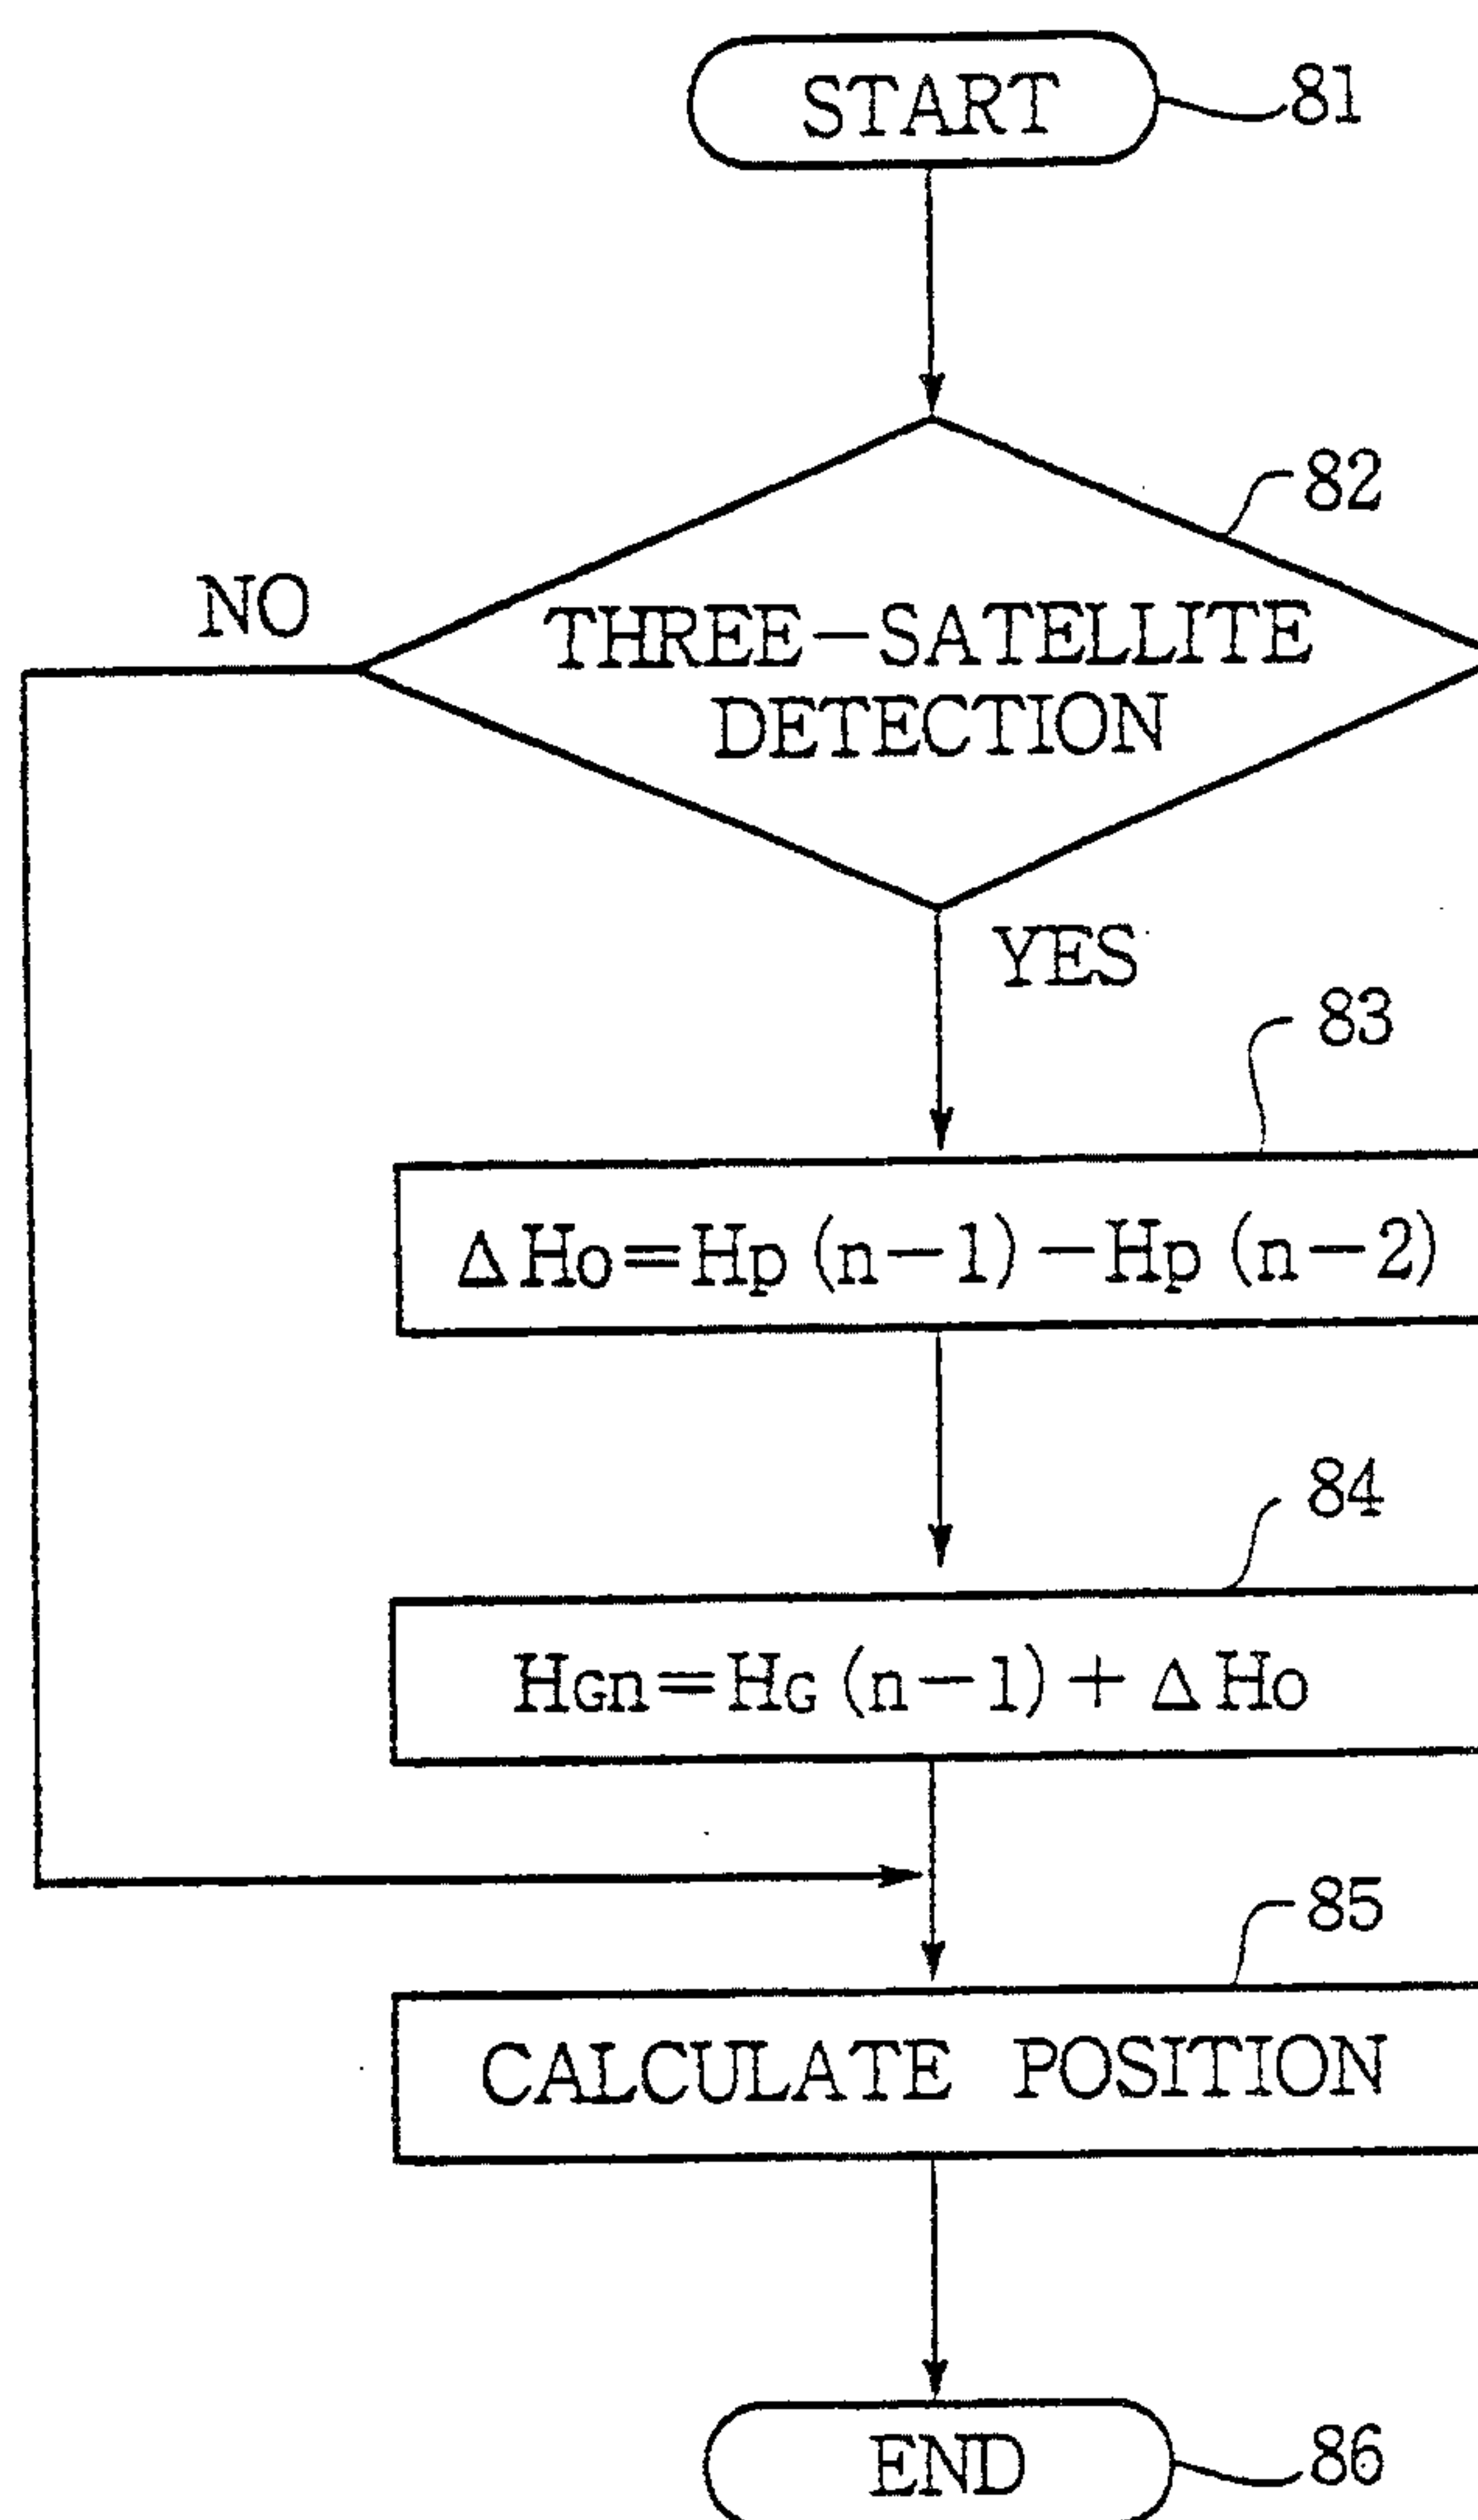 START
81
82
NO
THREE-SATELLITE
DETECTION
YES
83
ΔHo=Hp(n-1)-Hp(n-2)
84
HGn=HG(n-1)+ΔHo
85
CALCULATE POSITION
END
86